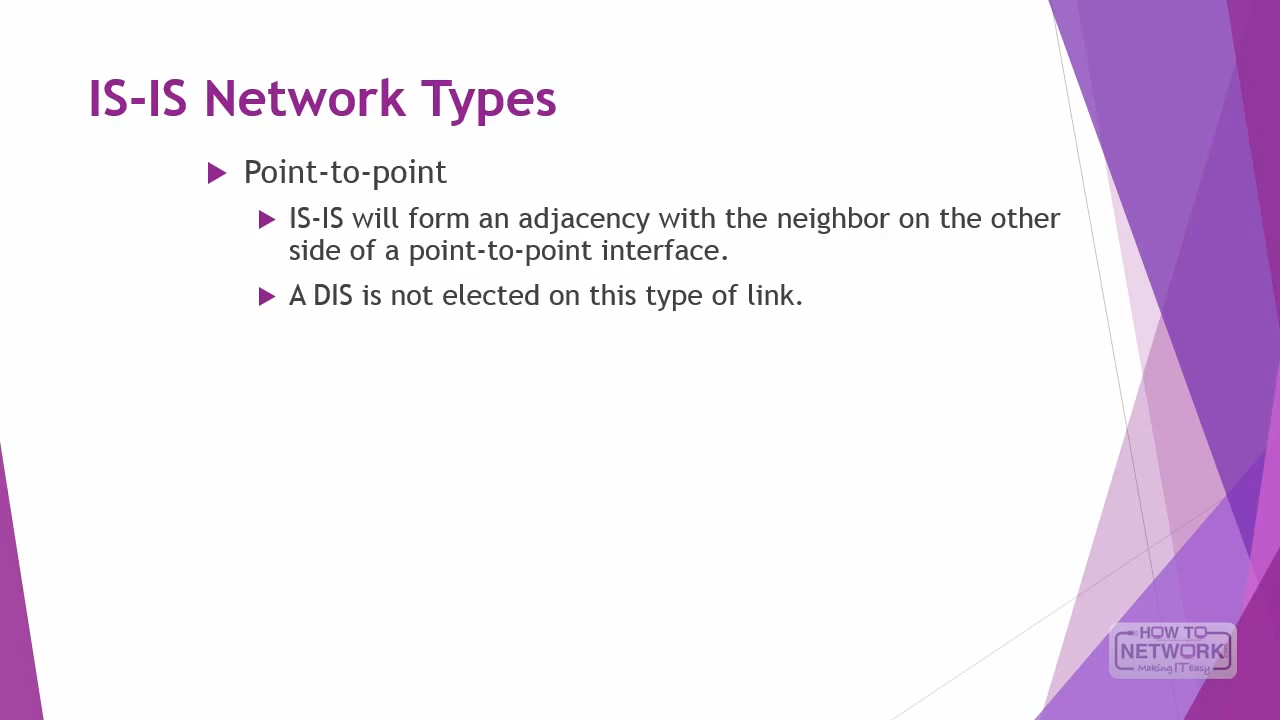 IS-IS Network Types
Point-to-point
IS-IS will form an adjacency with the neighbor on the other
side of a point-to-point interface.
A DIS is not elected on this type of link.
HOW TO
NETWORK
Making IT Easy